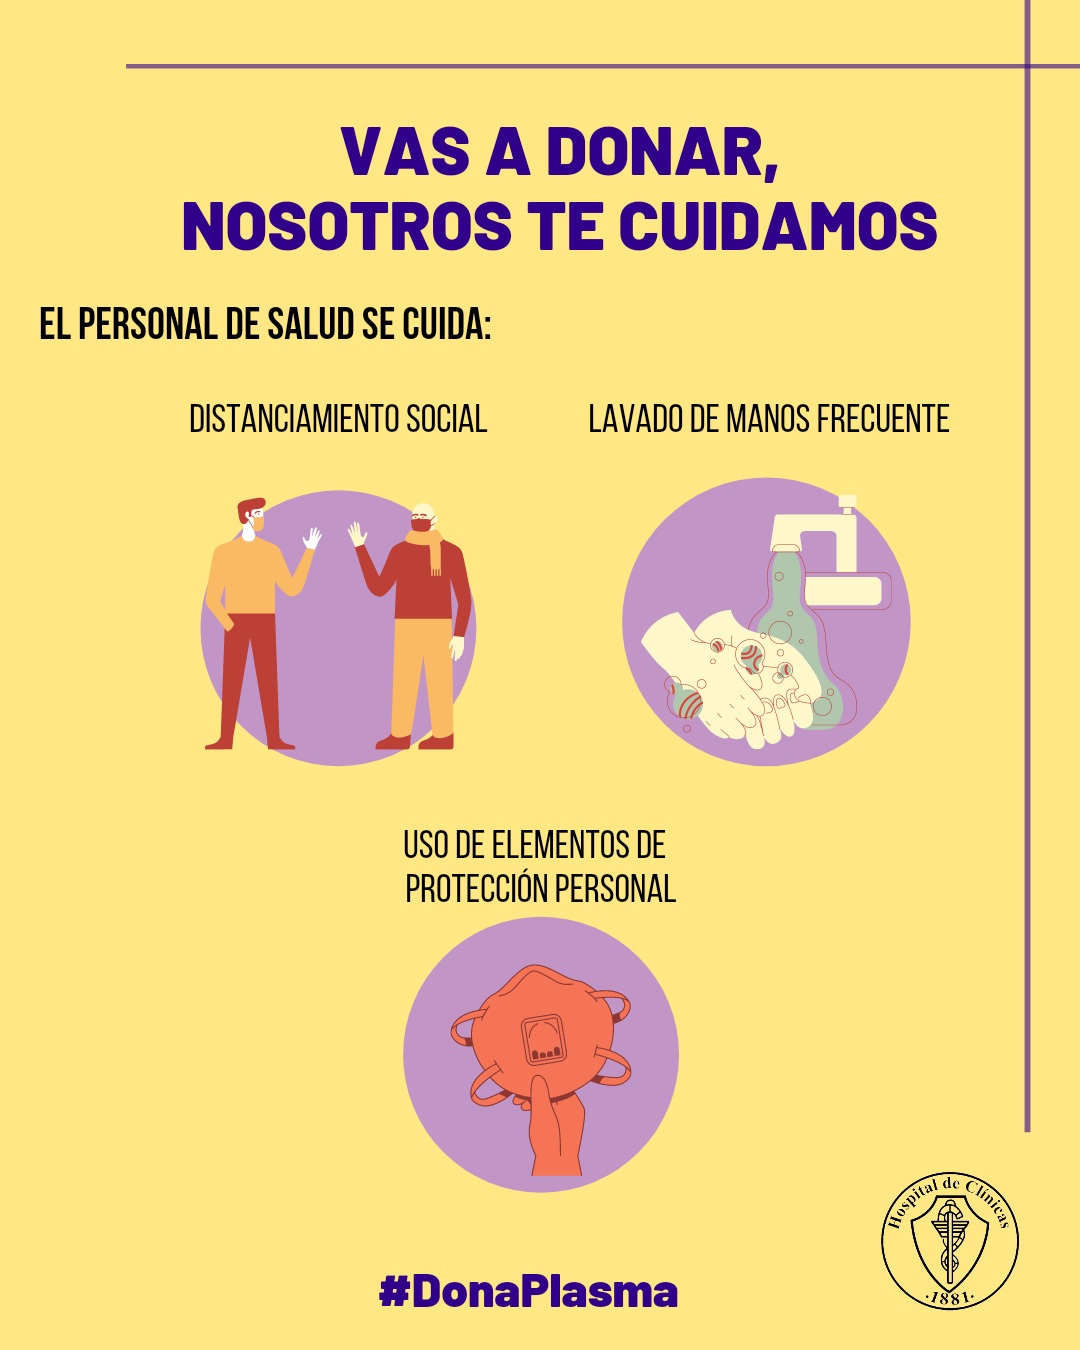 VAS A DONAR,
NOSOTROS TE CUIDAMOS
EL PERSONAL DE SALUD SE CUIDA:
DISTANCIAMIENTO SOCIAL
LAVADO DE MANOS FRECUENTE
USO DE ELEMENTOS DE
PROTECCIÓN PERSONAL
Hospital de Clínicas
·1881·
#DonaPlasma